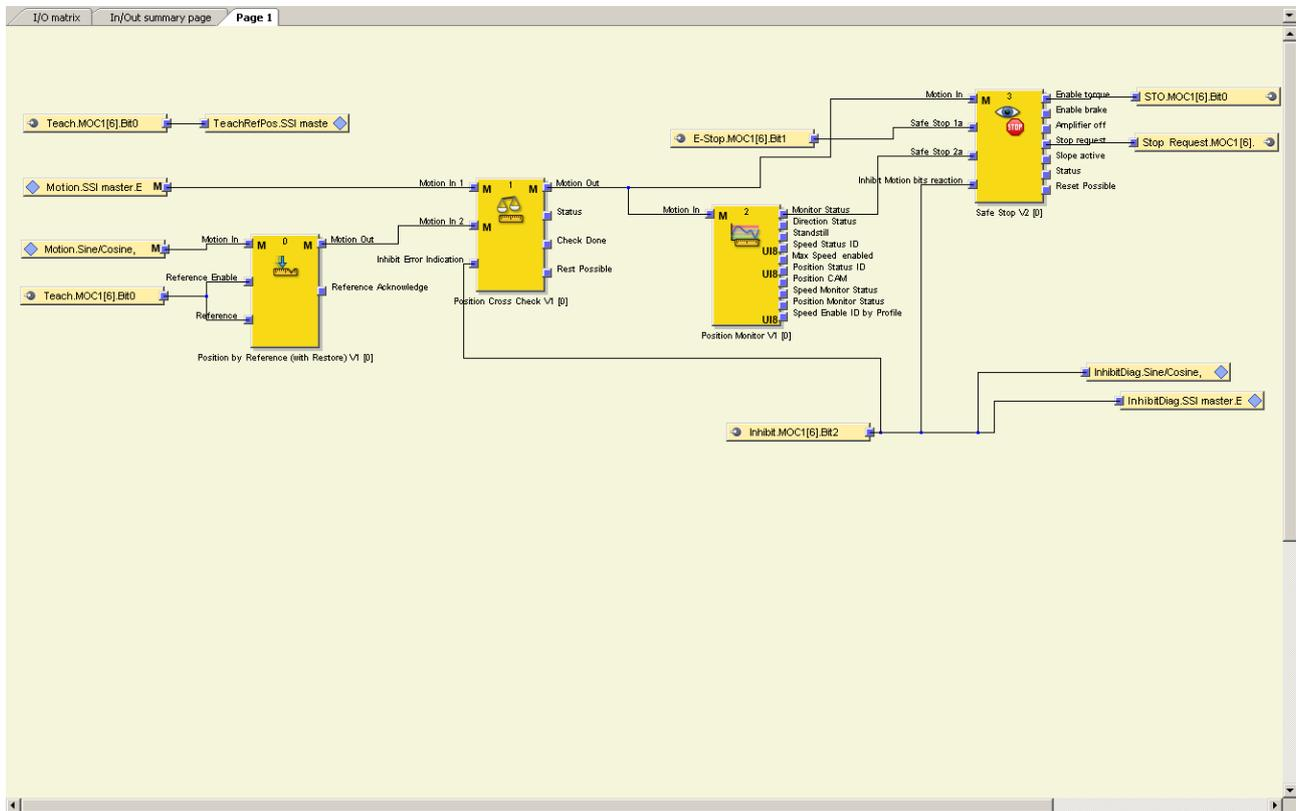 I/O matrix
In/Out summary page
Page 1
Teach.MOC1[6].Bit0
TeachRefPos.SSI maste
Motion.SSI master.E M
Motion.Sine/Cosine, M
Teach.MOC1[6].Bit0
Motion In
Reference Enable
Reference
M 0 M
Motion Out
Reference Acknowledge
Position by Reference (with Restore) V1 [0]
Motion In 1
Motion In 2
Inhibit Error Indication
M 1 M
M
Motion Out
Status
Check Done
Rest Possible
Position Cross Check V1 [0]
E-Stop.MOC1[6].Bit1
Motion In
M 2
UI8
UI8
UI8
Monitor Status
Direction Status
Standstill
Speed Status ID
Max Speed enabled
Position Status ID
Position CAM
Speed Monitor Status
Position Monitor Status
Speed Enable ID by Profile
Position Monitor V1 [0]
Motion In
Safe Stop 1a
Safe Stop 2a
Inhibit Motion bits reaction
M 3
STOP
Enable torque
Enable brake
Amplifier off
Stop request
Slope active
Status
Reset Possible
Safe Stop V2 [0]
STO.MOC1[6].Bit0
Stop Request.MOC1[6].
InhibitDiag.Sine/Cosine,
InhibitDiag.SSI master.E
Inhibit.MOC1[6].Bit2